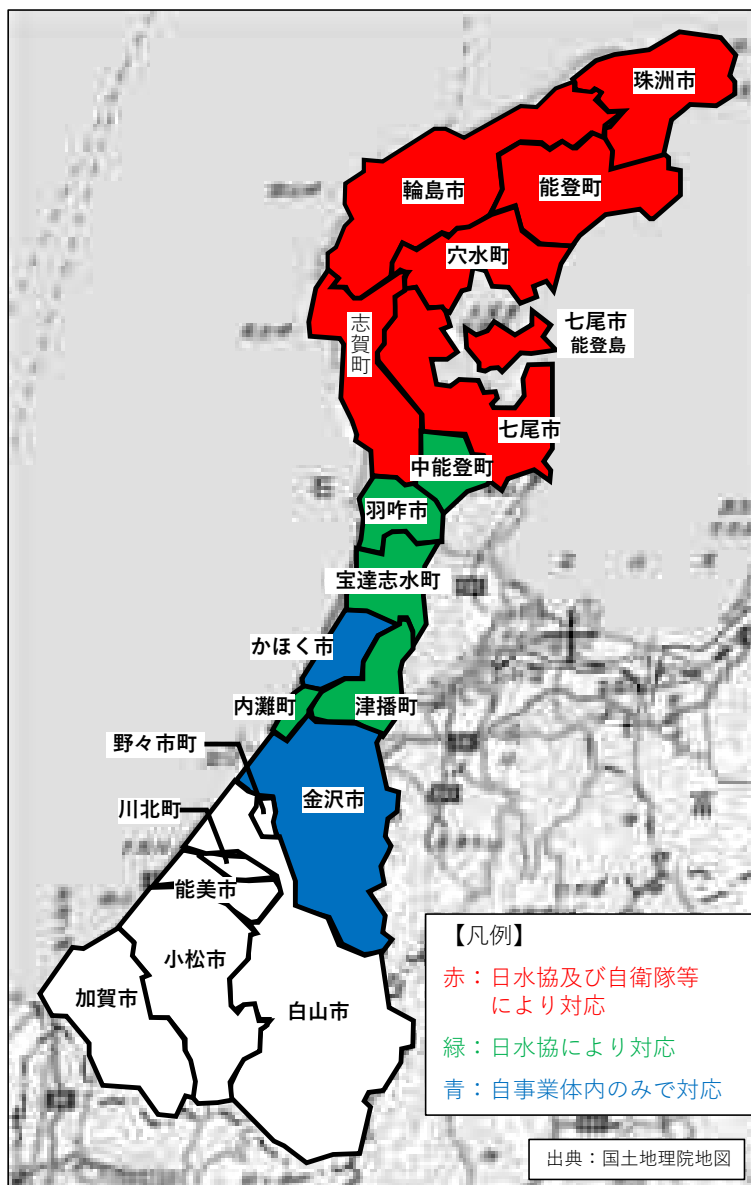 珠洲市
輪島市
能登町
穴水町
七尾市
能登島
志賀町
七尾市
中能登町
羽咋市
宝達志水町
かほく市
内灘町
津播町
野々市町
金沢市
川北町
能美市
小松市
加賀市
白山市
【凡例】
赤：日水協及び自衛隊等
により対応
緑：日水協により対応
青：自事業体内のみで対応
出典：国土地理院地図